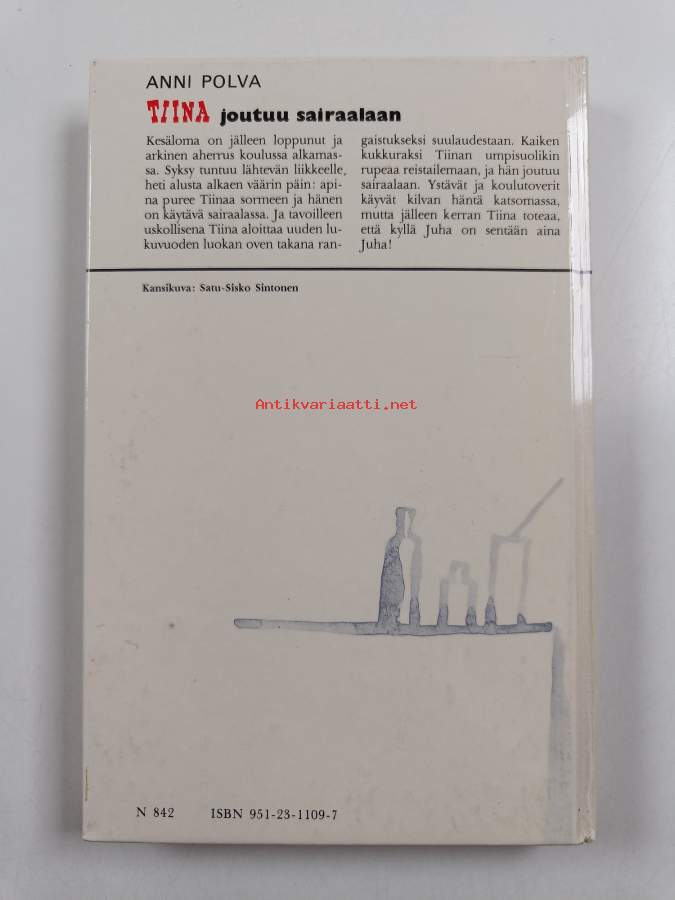 ANNI POLVA
TIINA joutuu sairaalaan
Kesäloma on jälleen loppunut ja
arkinen aherrus koulussa alkamas-
sa. Syksy tuntuu lähtevän liikkeelle,
heti alusta alkaen väärin päin: api-
na puree Tiinaa sormeen ja hänen
on käytävä sairaalassa. Ja tavoilleen
uskollisena Tiina aloittaa uuden lu-
kuvuoden luokan oven takana ran-
gaistukseksi suulaudestaan. Kaiken
kukkuraksi Tiinan umpisuolikin
rupeaa reistailemaan, ja hän joutuu
sairaalaan. Ystävät ja koulutoverit
käyvät kilvan häntä katsomassa,
mutta jälleen kerran Tiina toteaa,
että kyllä Juha on sentään aina
Juha!
Kansikuva: Satu-Sisko Sintonen
Antikvariaatti.net
N 842 ISBN 951-23-1109-7